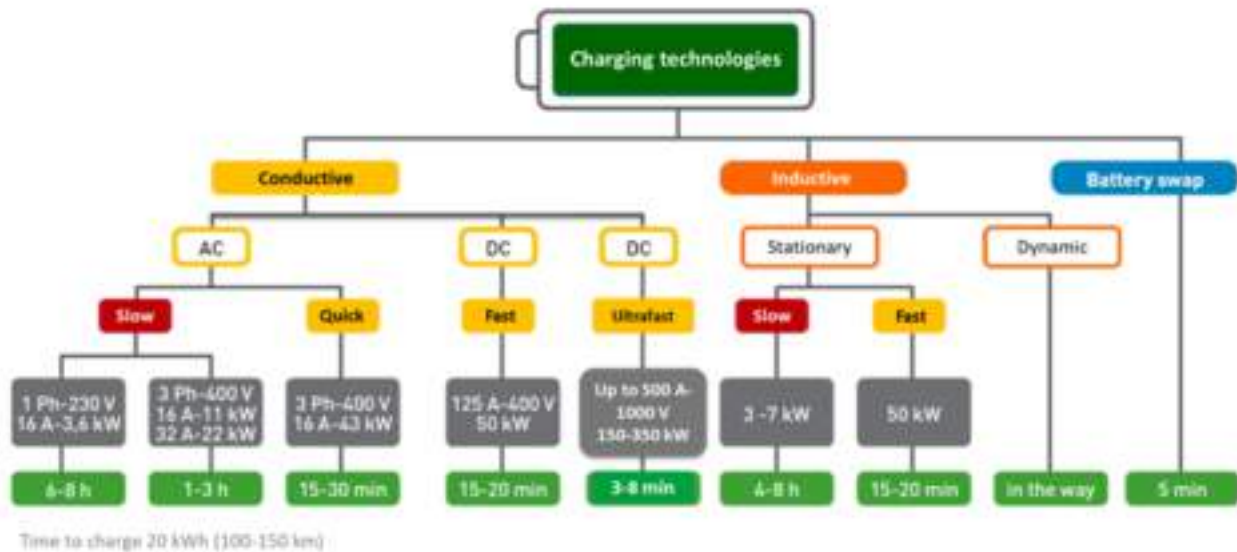 Charging technologies
Conductive
Inductive
Battery swap
AC
DC
DC
Stationary
Dynamic
Slow
Quick
Fast
Ultrafast
Slow
Fast
1 Ph-230 V
16 A-3,6 kW
3 Ph-400 V
16 A-11 kW
32 A-22 kW
3 Ph-400 V
16 A-43 kW
125 A-400 V
50 kW
Up to 500 A-
1000 V
150-350 kW
3 -7 kW
50 kW
6-8 h
1-3 h
15-30 min
15-20 min
3-8 min
4-8 h
15-20 min
in the way
5 min
Time to charge 20 kWh (100-150 km)